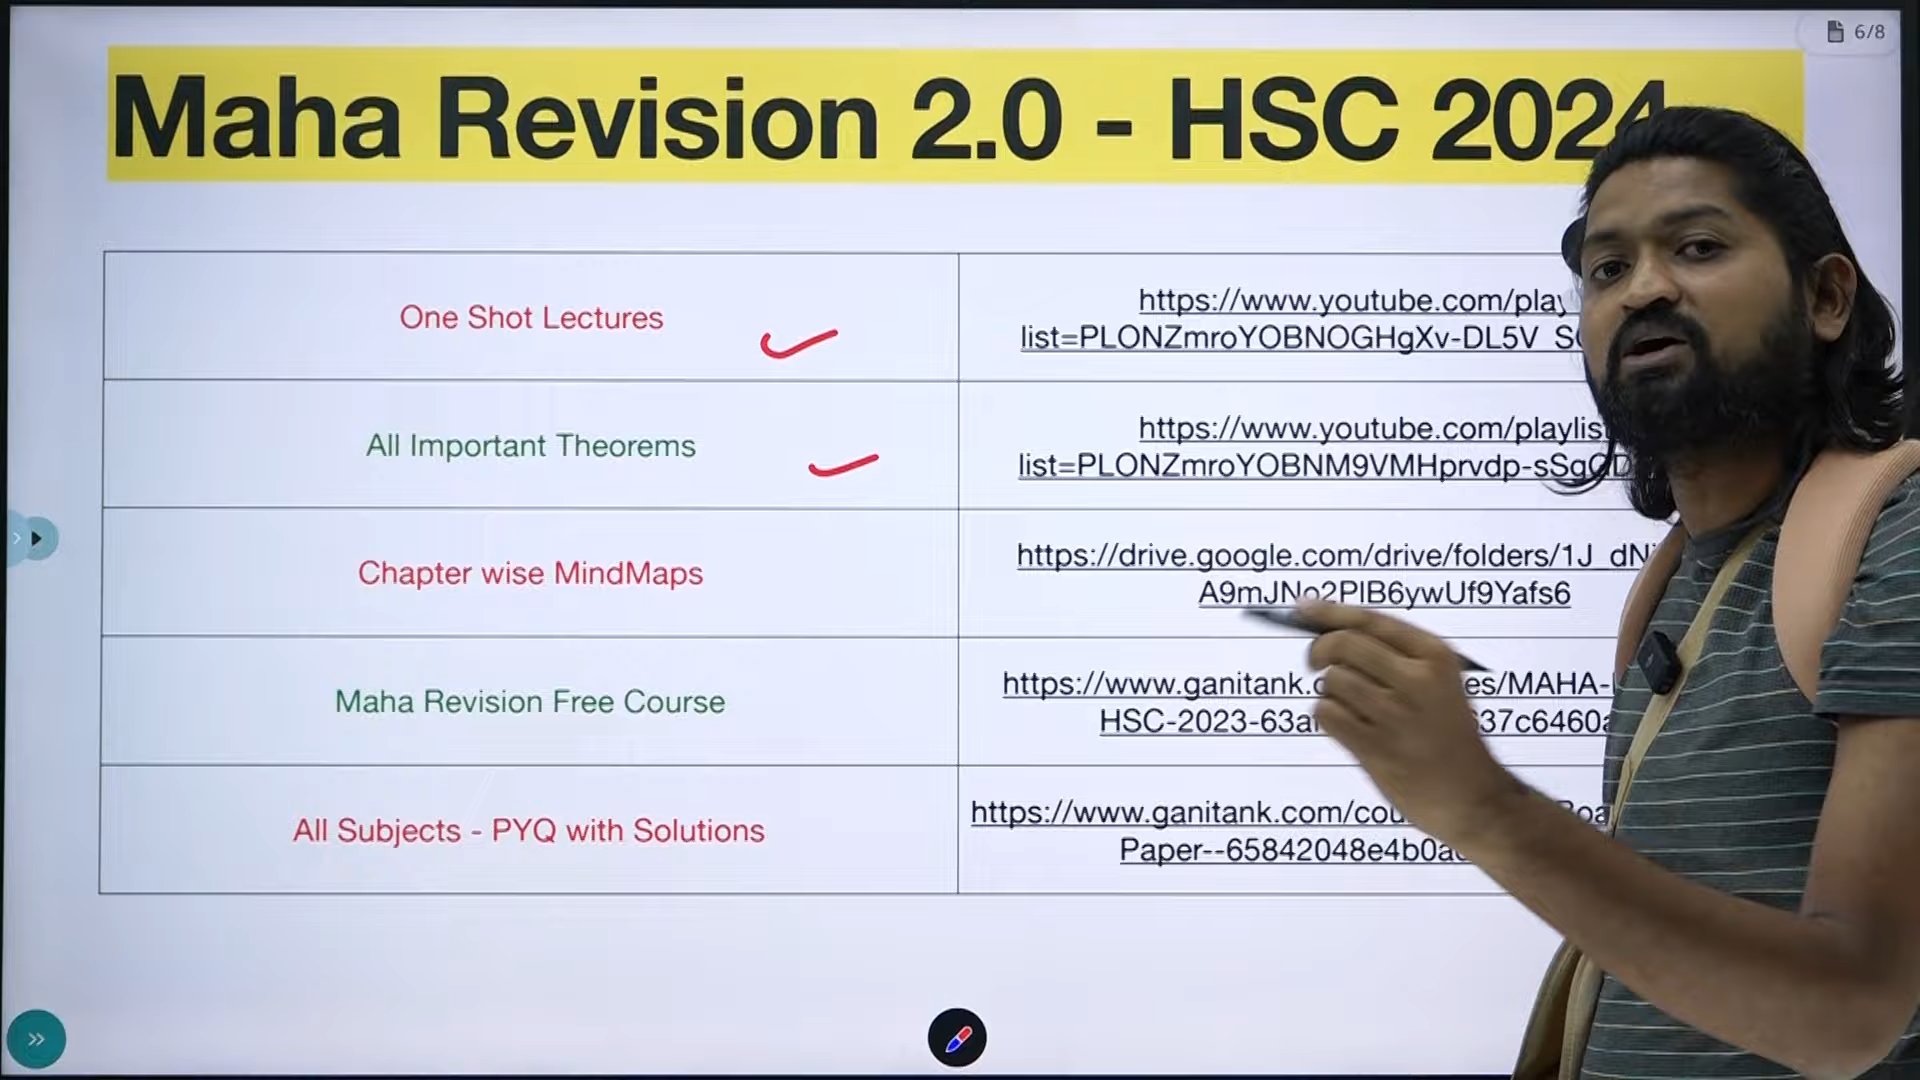 6/8
Maha Revision 2.0 - HSC 2024
One Shot Lectures
https://www.youtube.com/play
list=PLONZmroYOBNOGHgXv-DL5V_S
All Important Theorems
https://www.youtube.com/playlis
list=PLONZmroYOBNM9VMHprvdp-sSg
Chapter wise MindMaps
https://drive.google.com/drive/folders/1J_dN
A9mJNo2PlB6ywUf9Yafs6
Maha Revision Free Course
https://www.ganitank. es/MAHA-
HSC-2023-63a 637c6460a
All Subjects - PYQ with Solutions
https://www.ganitank.com/cou Boa
Paper--65842048e4b0a